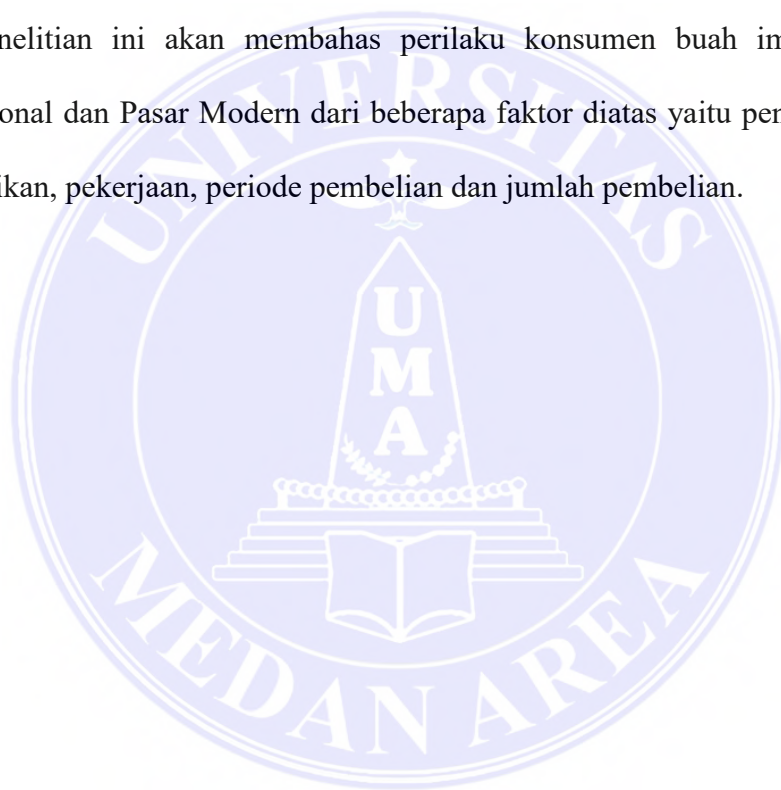 nelitian ini akan membahas perilaku konsumen buah im
onal dan Pasar Modern dari beberapa faktor diatas yaitu per
ikan, pekerjaan, periode pembelian dan jumlah pembelian.
UNIVERSITAS
UMA
MEDAN AREA